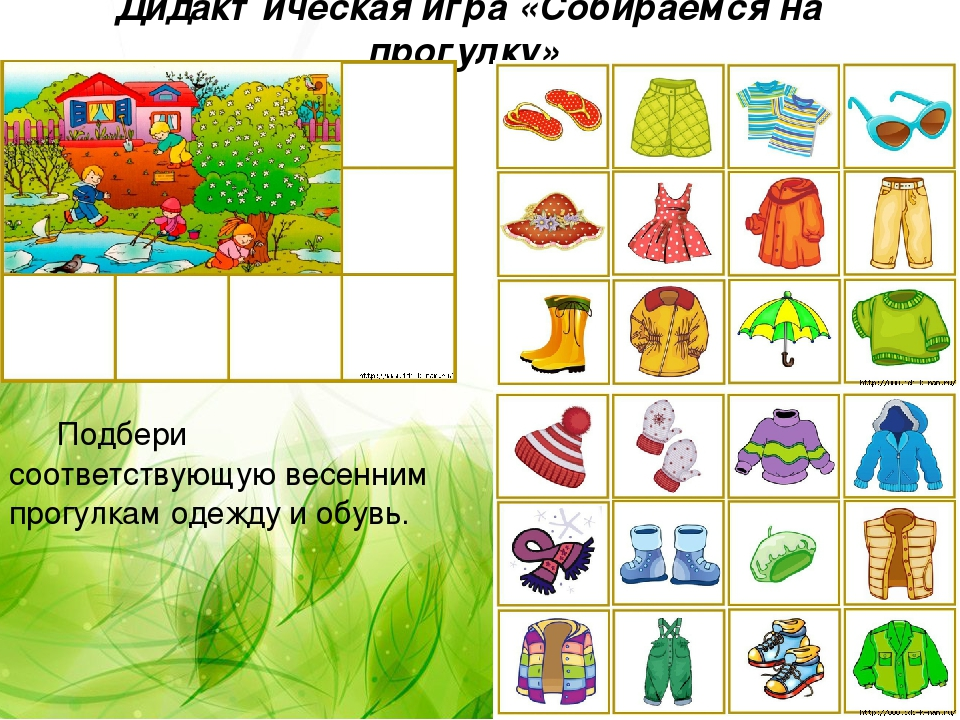 Дидактическая игра «Собираемся на
прогулку»
Подбери
соответствующую весенним
прогулкам одежду и обувь.